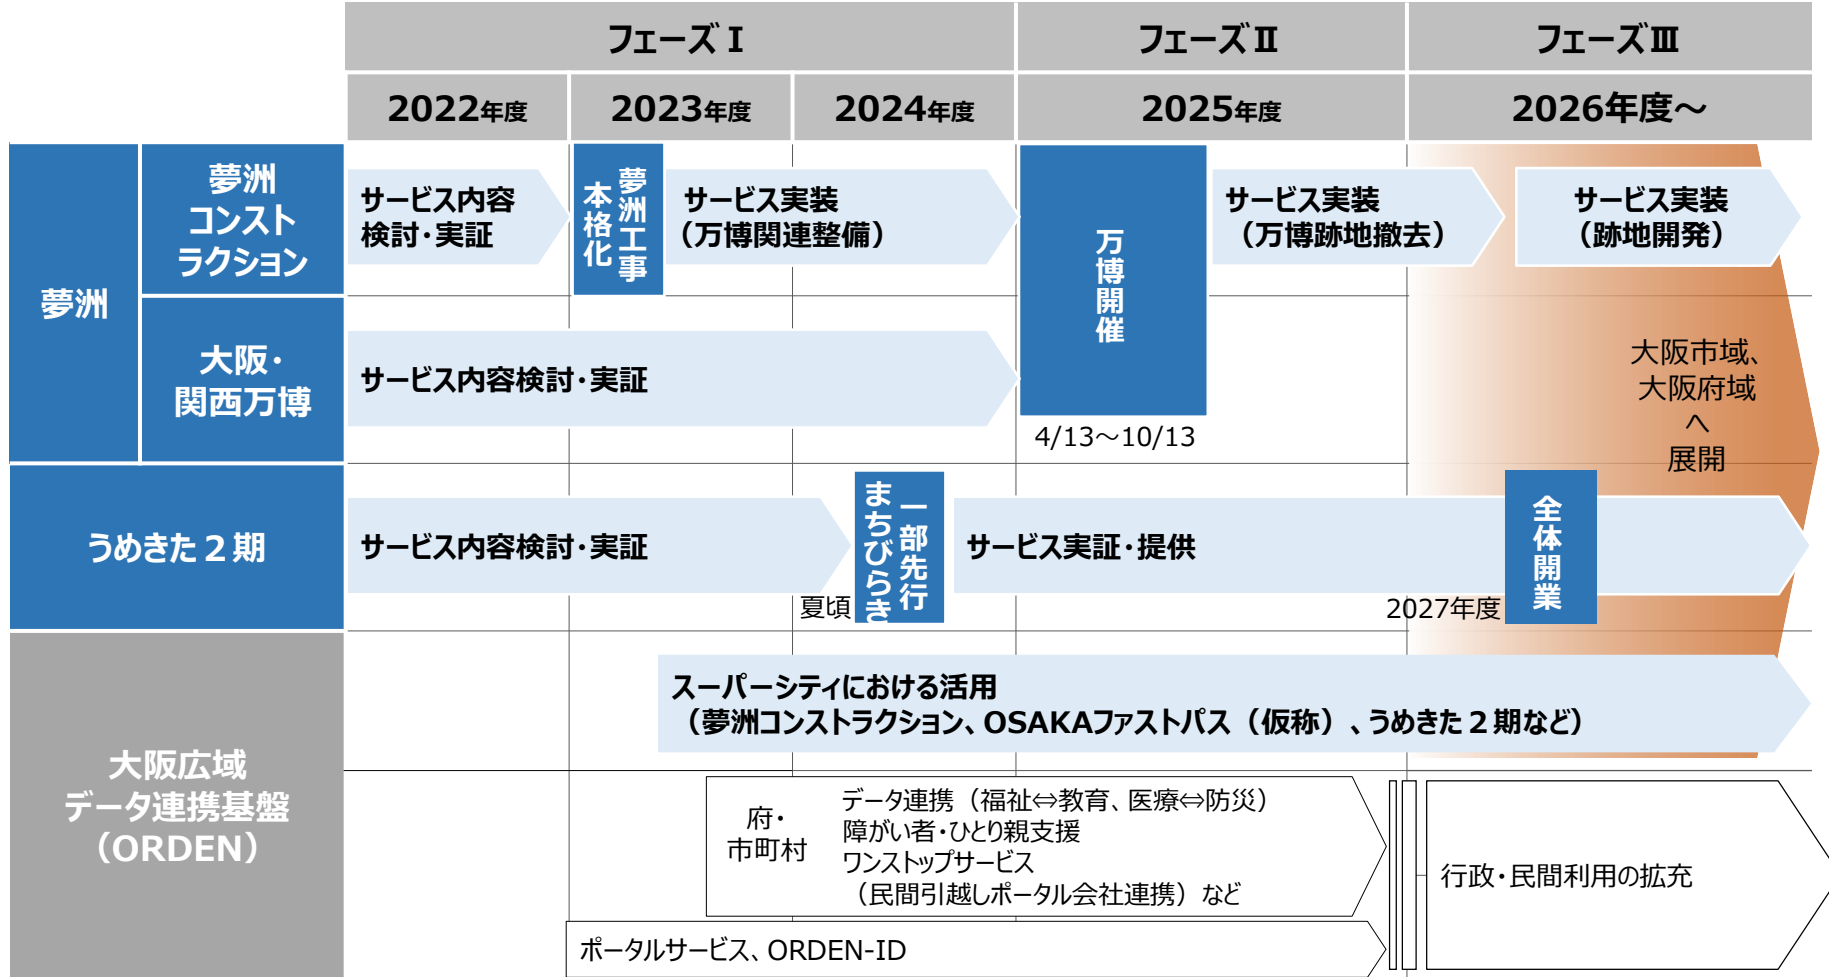 フェーズⅠ
フェーズⅡ
フェーズⅢ
2022年度
2023年度
2024年度
2025年度
2026年度～
夢洲
夢洲
コンスト
ラクション
サービス内容
検討・実証
夢洲工事
本格化
サービス実装
（万博関連整備）
万博開催
4/13～10/13
サービス実装
（万博跡地撤去）
サービス実装
（跡地開発）
大阪・
関西万博
サービス内容検討・実証
大阪市域、
大阪府域
へ
展開
うめきた２期
サービス内容検討・実証
夏頃
一部先行
まちびらき
サービス実証・提供
2027年度
全体開業
大阪広域
データ連携基盤
（ORDEN）
スーパーシティにおける活用
（夢洲コンストラクション、OSAKAファストパス（仮称）、うめきた２期など）
府・
市町村
データ連携（福祉⇔教育、医療⇔防災）
障がい者・ひとり親支援
ワンストップサービス
（民間引越しポータル会社連携）など
行政・民間利用の拡充
ポータルサービス、ORDEN-ID